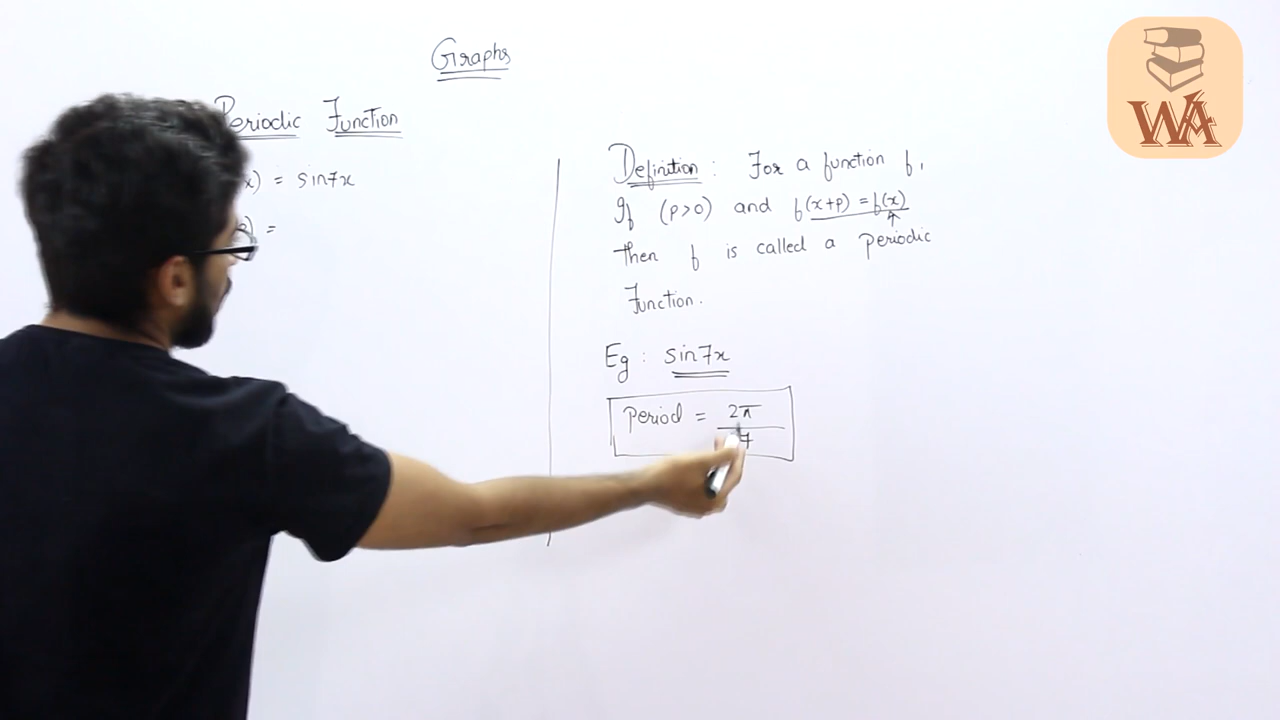 Graphs
Periodic Function
x) = sin7x
) =
Definition : For a function f,
If (p>0) and f(x+p) = f(x)
then f is called a periodic
Function.
Eg : sin7x
Period = 2π
7
WA